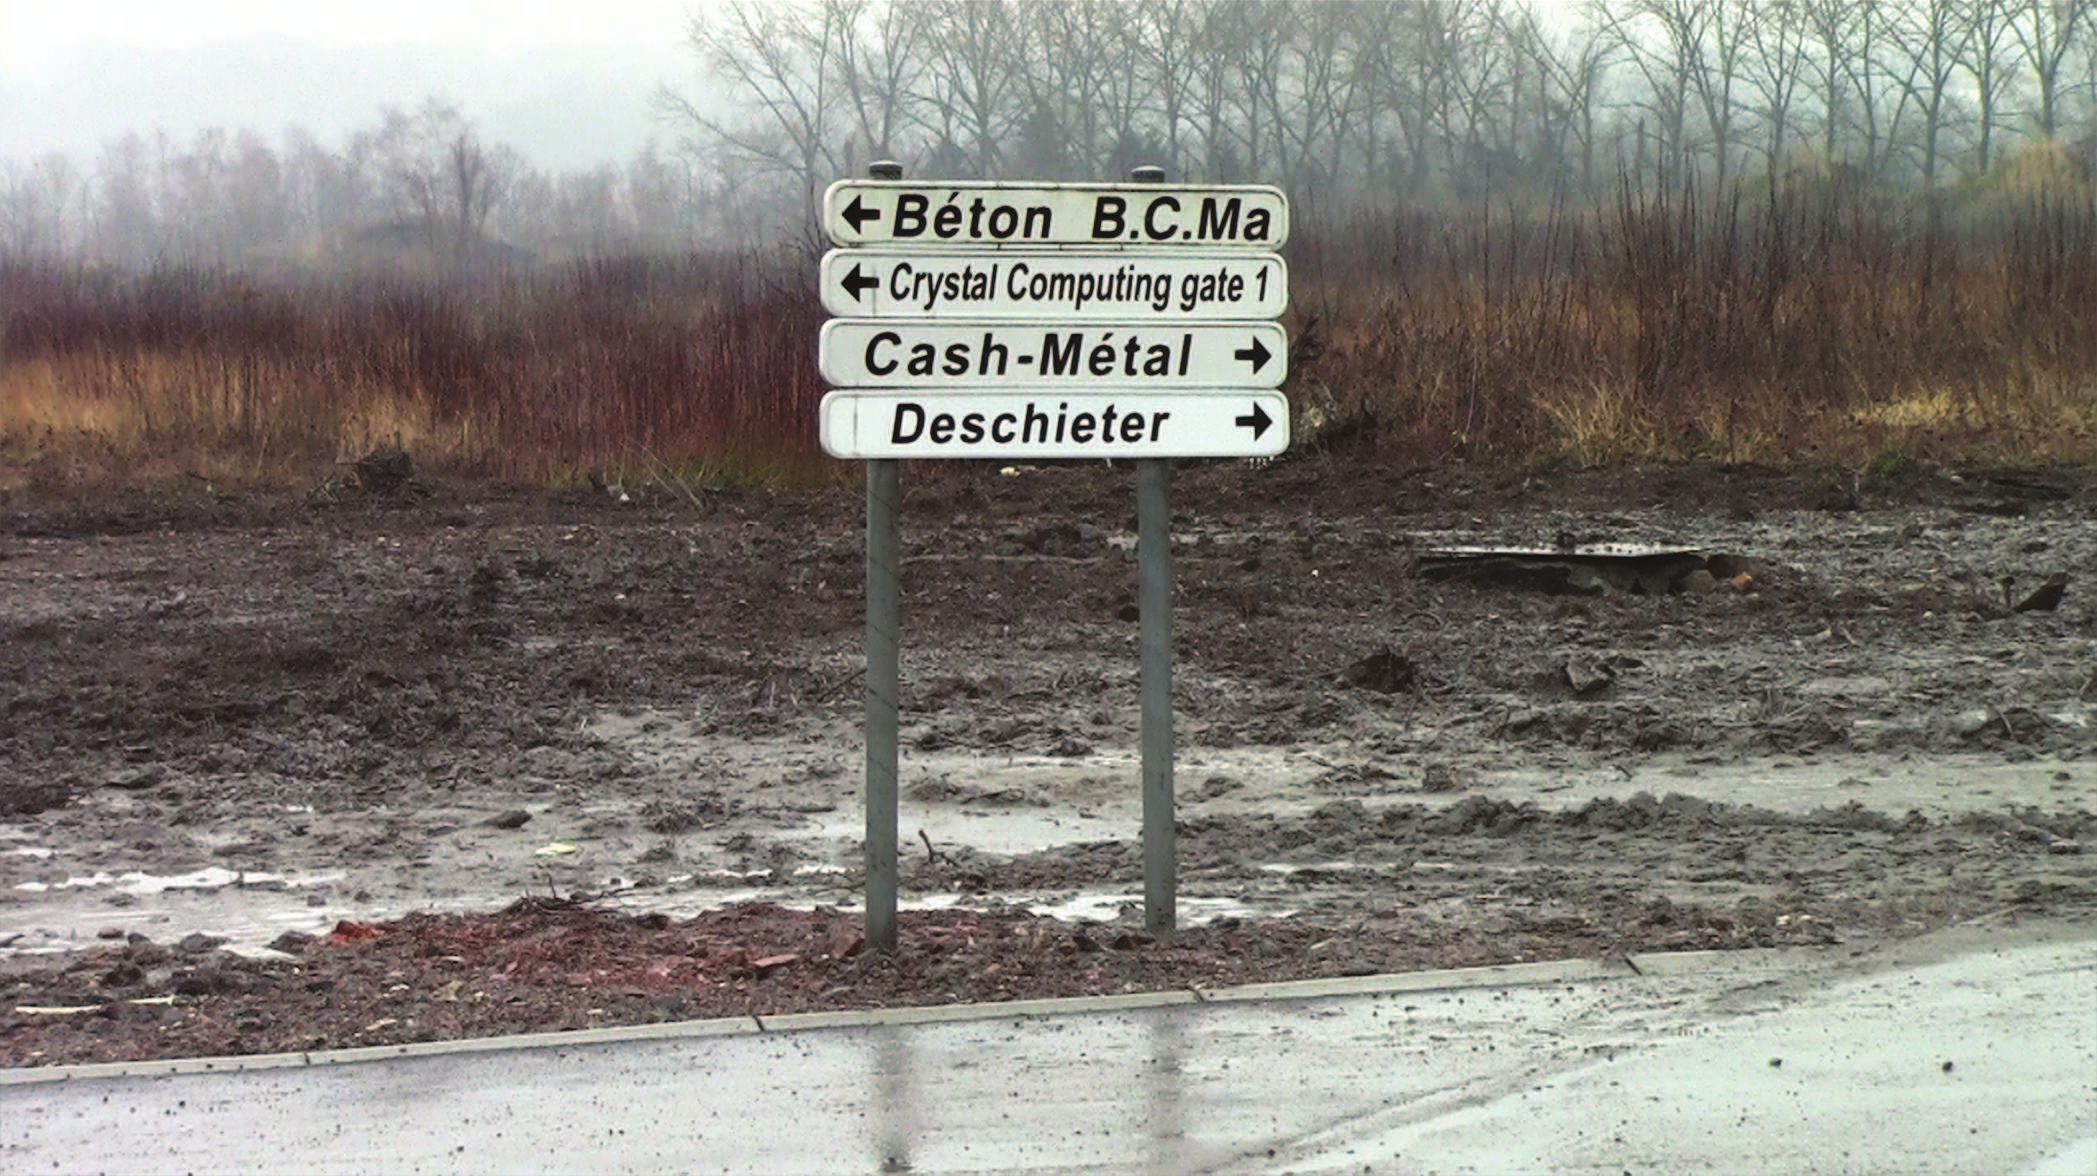 ← Béton B.C.Ma
← Crystal Computing gate 1
Cash-Métal →
Deschieter →